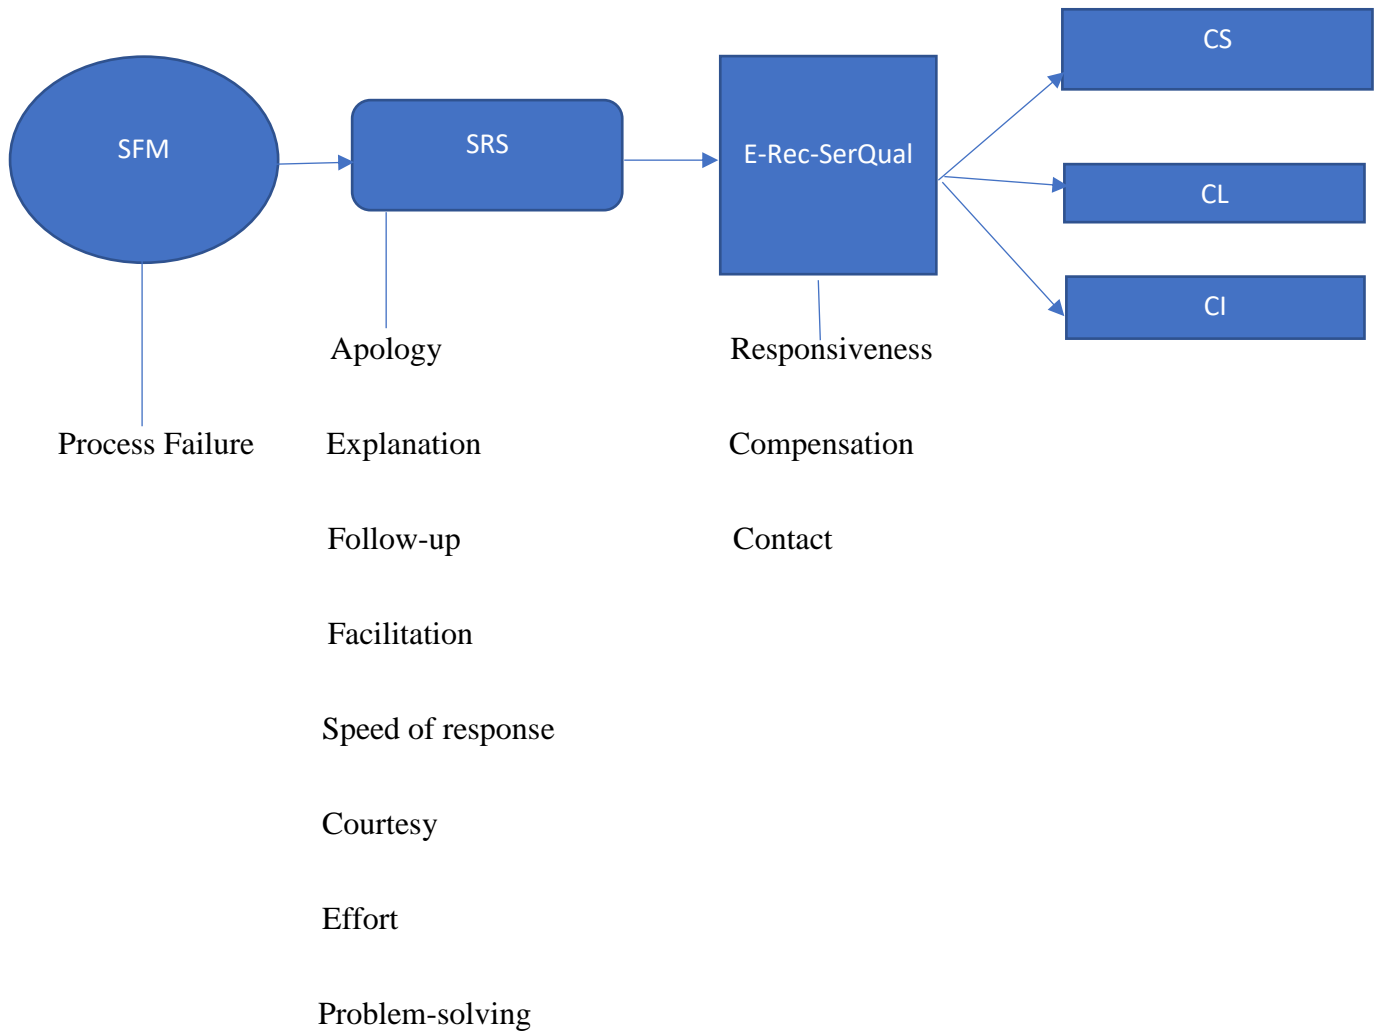 CS
SFM
SRS
E-Rec-SerQual
CL
CI
Apology
Responsiveness
Process Failure
Explanation
Compensation
Follow-up
Contact
Facilitation
Speed of response
Courtesy
Effort
Problem-solving